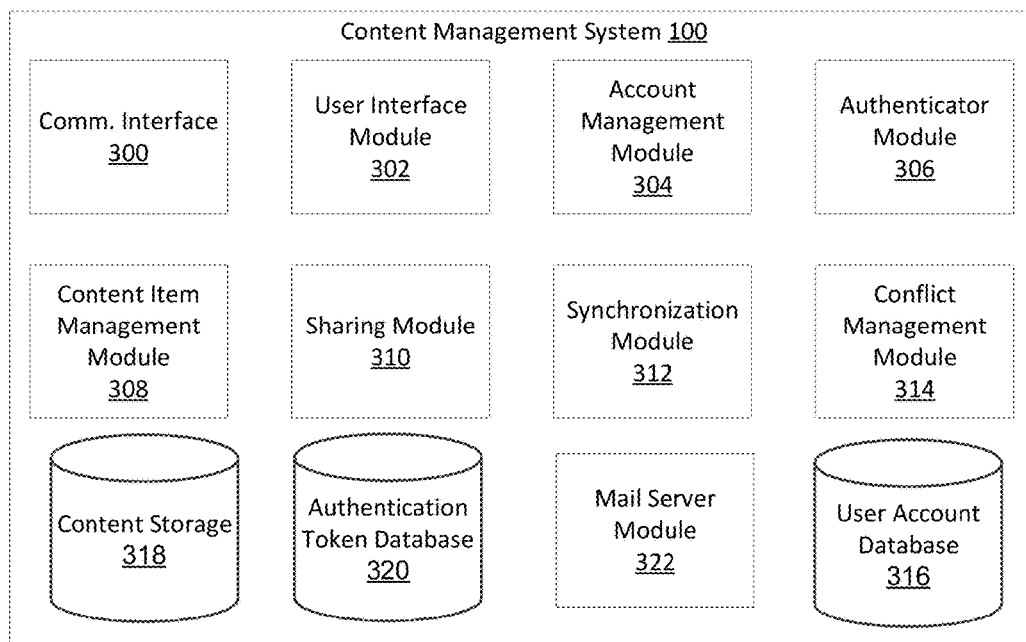 Content Management System 100
Comm. Interface
300
User Interface
Module
302
Account
Management
Module
304
Authenticator
Module
306
Content Item
Management
Module
308
Sharing Module
310
Synchronization
Module
312
Conflict
Management
Module
314
Content Storage
318
Authentication
Token Database
320
Mail Server
Module
322
User Account
Database
316